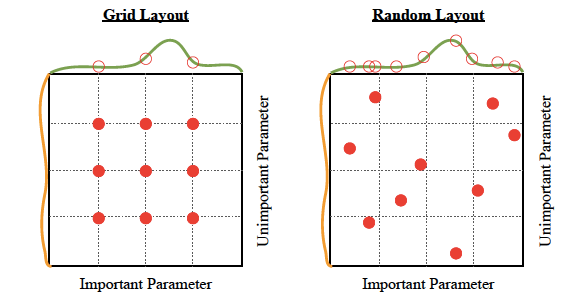 Grid Layout
Unimportant Parameter
Important Parameter
Random Layout
Unimportant Parameter
Important Parameter